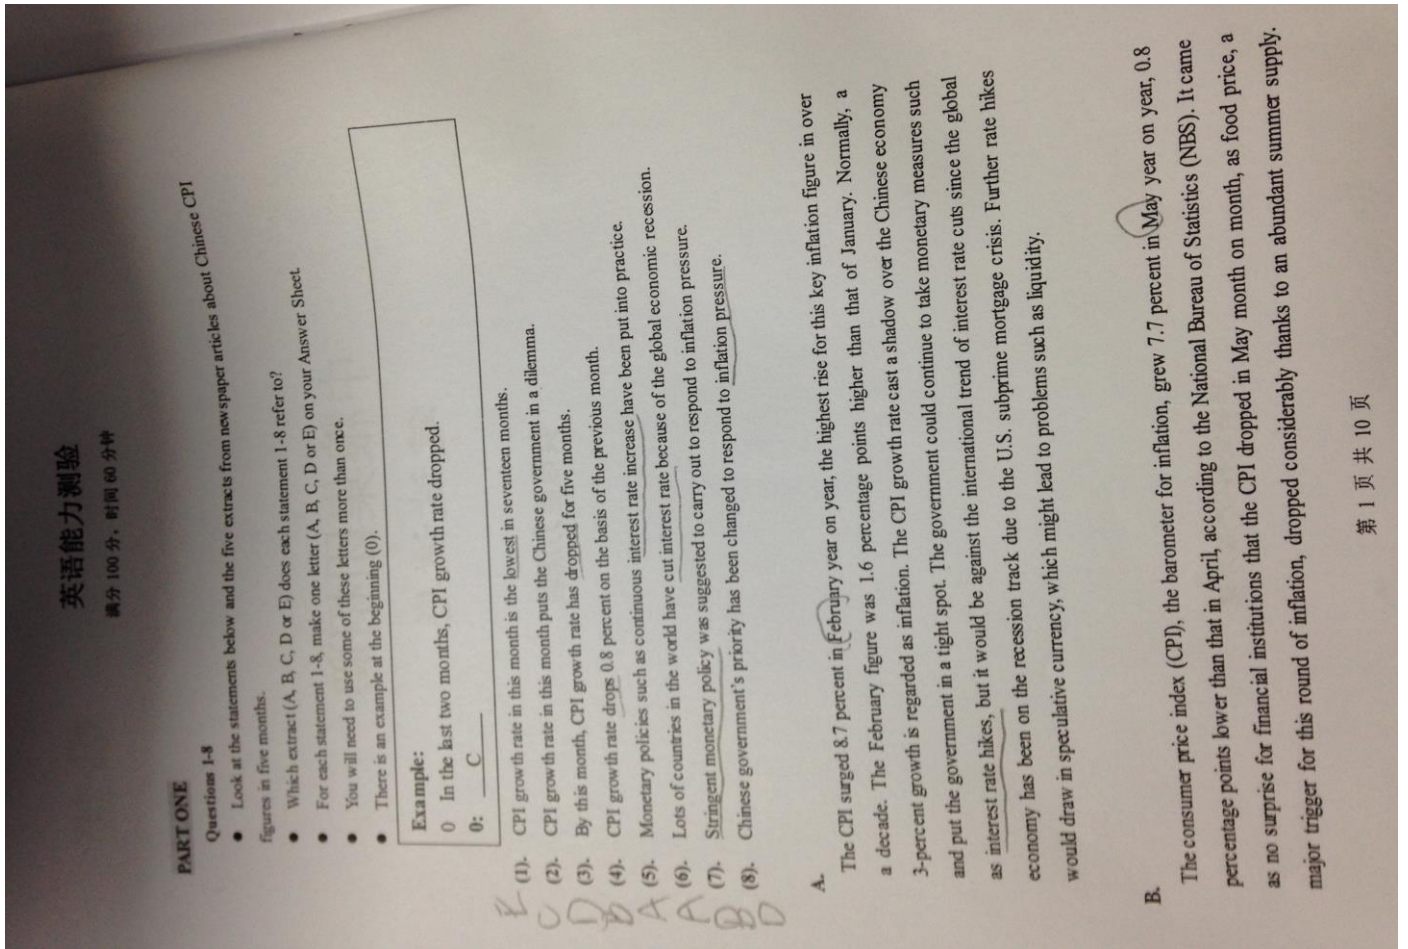 英语能力测验
满分 100 分，时间 60 分钟
PART ONE
Questions 1-8
● Look at the statements below and the five extracts from newspaper articles about Chinese CPI
figures in five months.
● Which extract (A, B, C, D or E) does each statement 1-8 refer to?
● For each statement 1-8, make one letter (A, B, C, D or E) on your Answer Sheet.
● You will need to use some of these letters more than once.
● There is an example at the beginning (0).
Example:
0 In the last two months, CPI growth rate dropped.
0: C
E (1). CPI growth rate in this month is the lowest in seventeen months.
C (2). CPI growth rate in this month puts the Chinese government in a dilemma.
D (3). By this month, CPI growth rate has dropped for five months.
B (4). CPI growth rate drops 0.8 percent on the basis of the previous month.
A (5). Monetary policies such as continuous interest rate increase have been put into practice.
A (6). Lots of countries in the world have cut interest rate because of the global economic recession.
B (7). Stringent monetary policy was suggested to carry out to respond to inflation pressure.
D (8). Chinese government's priority has been changed to respond to inflation pressure.
A.
The CPI surged 8.7 percent in February year on year, the highest rise for this key inflation figure in over
a decade. The February figure was 1.6 percentage points higher than that of January. Normally, a
3-percent growth is regarded as inflation. The CPI growth rate cast a shadow over the Chinese economy
and put the government in a tight spot. The government could continue to take monetary measures such
as interest rate hikes, but it would be against the international trend of interest rate cuts since the global
economy has been on the recession track due to the U.S. subprime mortgage crisis. Further rate hikes
would draw in speculative currency, which might lead to problems such as liquidity.
B.
The consumer price index (CPI), the barometer for inflation, grew 7.7 percent in May year on year, 0.8
percentage points lower than that in April, according to the National Bureau of Statistics (NBS). It came
as no surprise for financial institutions that the CPI dropped in May month on month, as food price, a
major trigger for this round of inflation, dropped considerably thanks to an abundant summer supply.
第 1 页 共 10 页